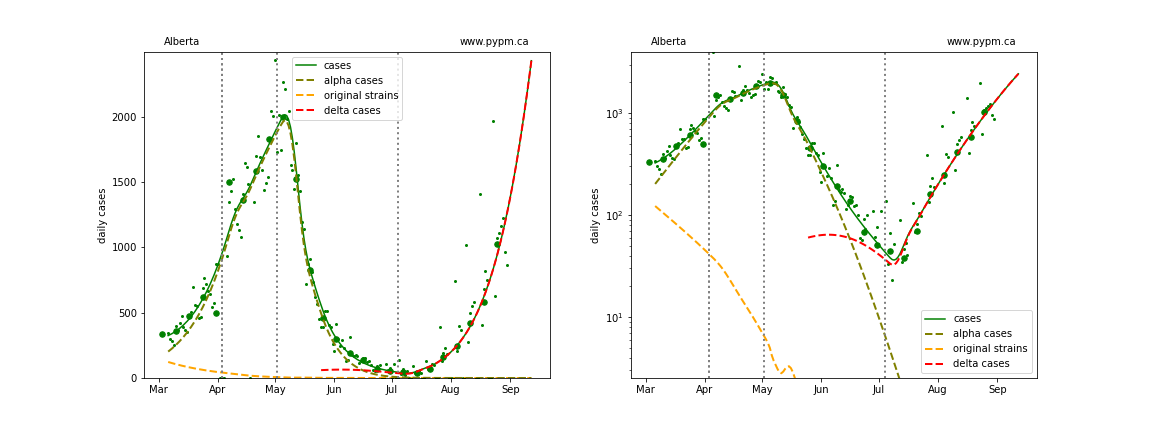 Alberta
www.pypm.ca
cases
alpha cases
original strains
delta cases
daily cases
2000
1500
1000
500
0
Mar
Apr
May
Jun
Jul
Aug
Sep
Alberta
www.pypm.ca
daily cases
10³
10²
10¹
cases
alpha cases
original strains
delta cases
Mar
Apr
May
Jun
Jul
Aug
Sep